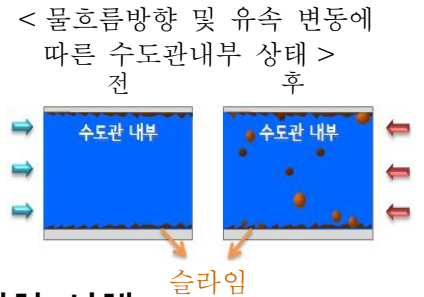 < 물흐름방향 및 유속 변동에
따른 수도관내부 상태 >
전 후
수도관 내부 수도관 내부
슬라임